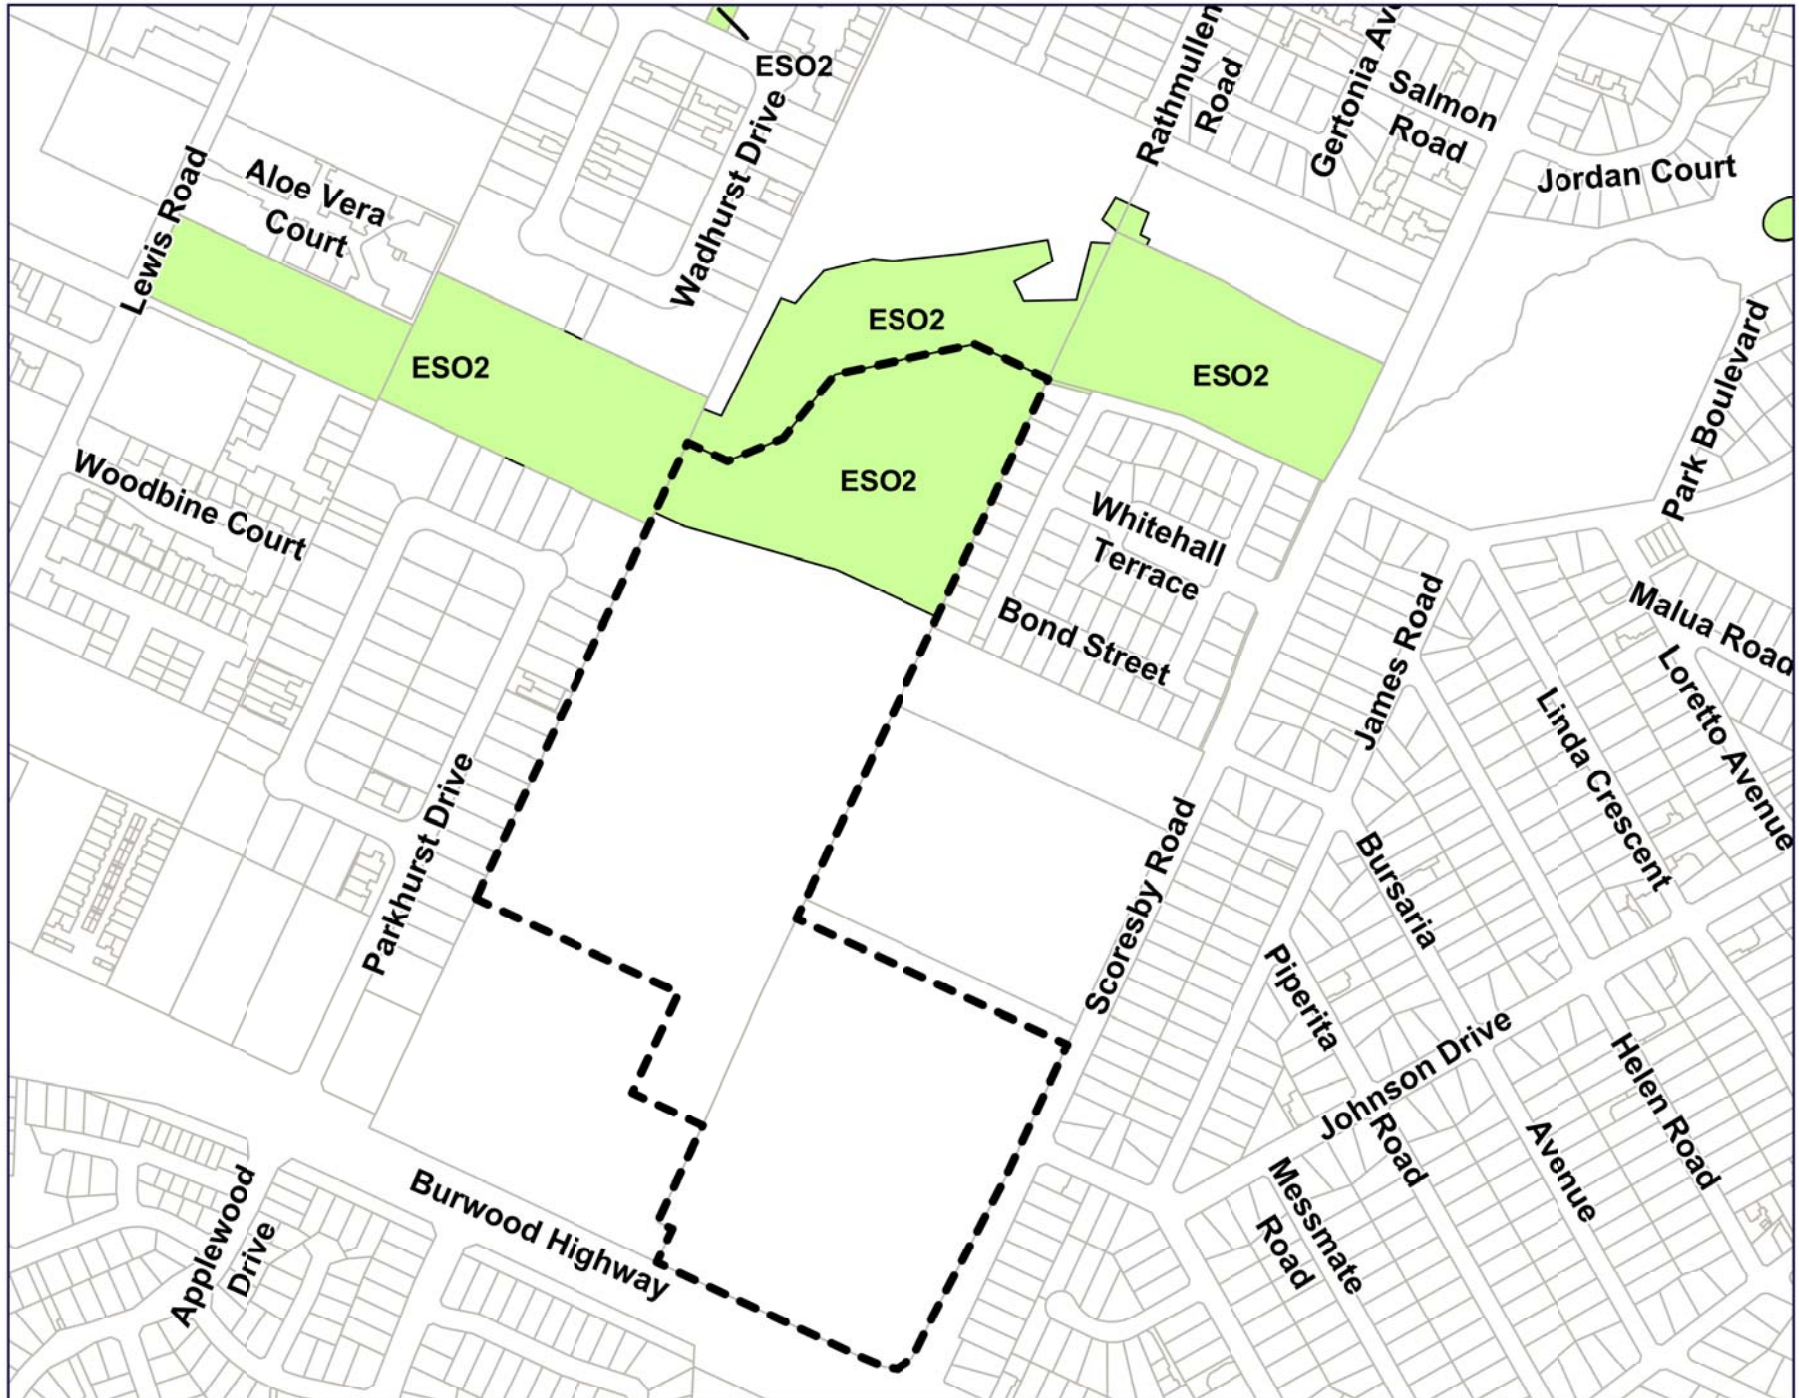 ESO2
Rathmullen
Road
Gertonia Ave
Salmon
Road
Jordan Court
Wadhurst Drive
Aloe Vera
Court
Lewis Road
ESO2
ESO2
ESO2
ESO2
Park Boulevard
Woodbine Court
Whitehall
Terrace
Bond Street
James Road
Malua Road
Loretto Avenue
Linda Crescent
Parkhurst Drive
Scoresby Road
Bursaria
Avenue
Piperita
Road
Johnson Drive
Helen Road
Messmate
Road
Burwood Highway
Applewood
Drive